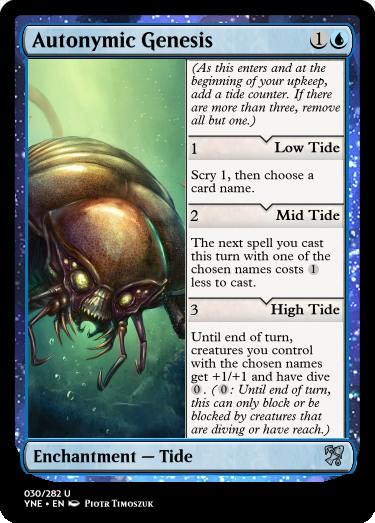 Autonymic Genesis 1
(As this enters and at the
beginning of your upkeep,
add a tide counter. If there
are more than three, remove
all but one.)
1 Low Tide
Scry 1, then choose a
card name.
2 Mid Tide
The next spell you cast
this turn with one of the
chosen names costs 1
less to cast.
3 High Tide
Until end of turn,
creatures you control
with the chosen names
get +1/+1 and have dive
0. (0: Until end of turn,
this can only block or be
blocked by creatures that
are diving or have reach.)
Enchantment — Tide
030/282 U
YNE • EN Piotr Timoszuk